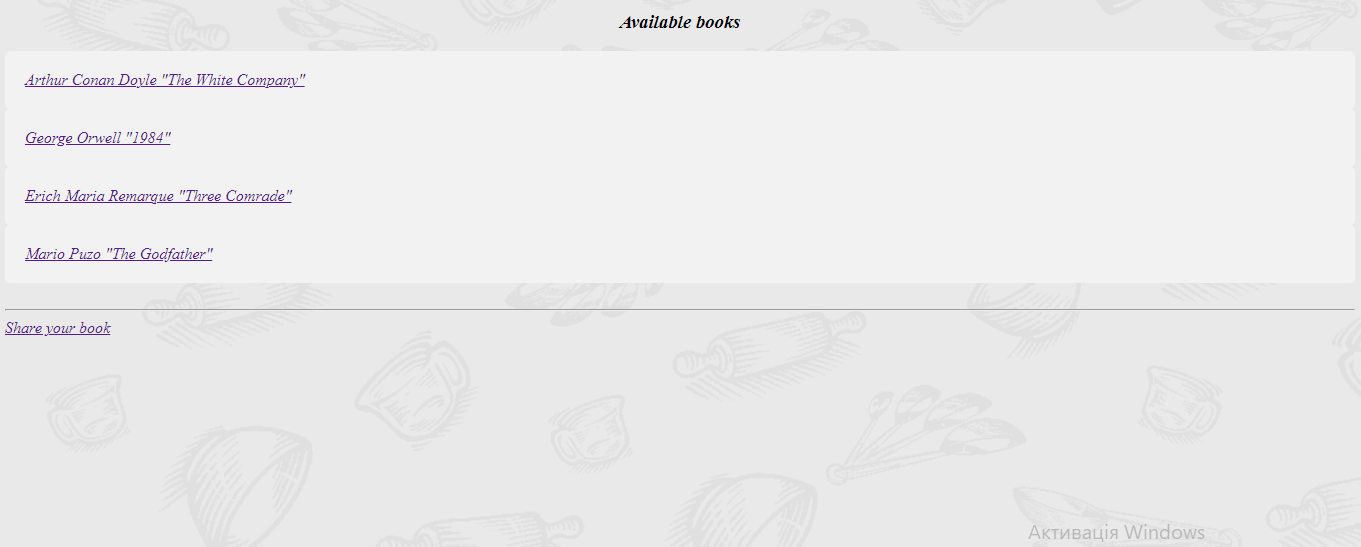 Available books
Arthur Conan Doyle "The White Company"
George Orwell "1984"
Erich Maria Remarque "Three Comrade"
Mario Puzo "The Godfather"
Share your book
Активація Windows